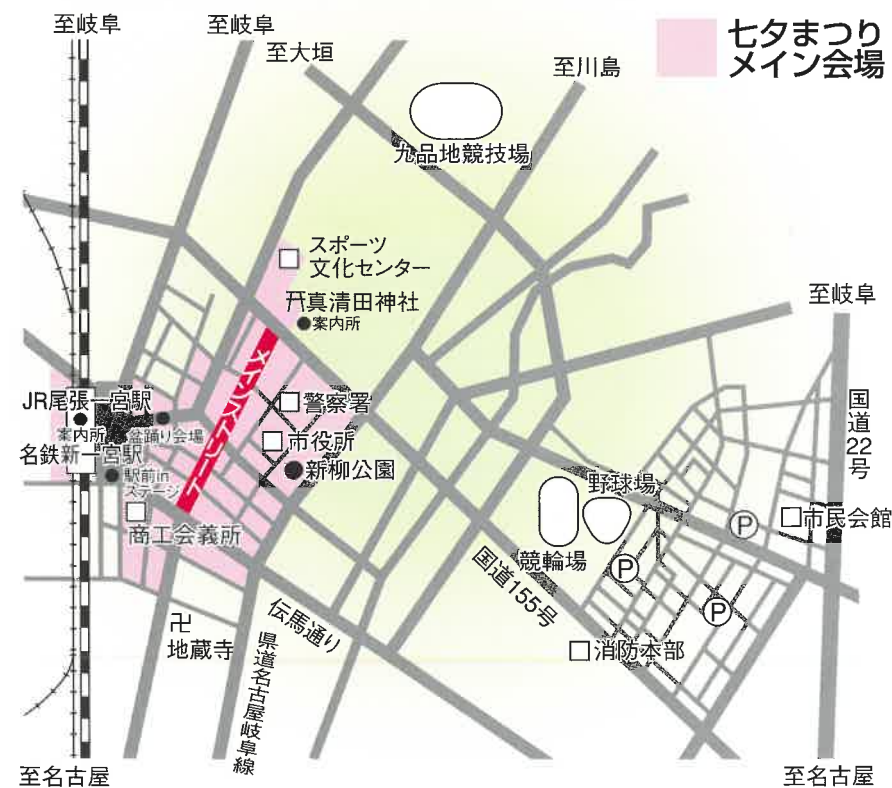 至岐阜
至岐阜
至大垣
至川島
七夕まつり
メイン会場
九品地競技場
スポーツ
文化センター
真清田神社
案内所
至岐阜
メインストリート
JR尾張一宮駅
案内所
盆踊り会場
名鉄新一宮駅
駅前in
ステージ
警察署
市役所
新柳公園
商工会義所
国道22号
野球場
競輪場
P
市民会館
P
P
国道155号
消防本部
卍
地蔵寺
伝馬通り
県道名古屋岐阜線
至名古屋
至名古屋